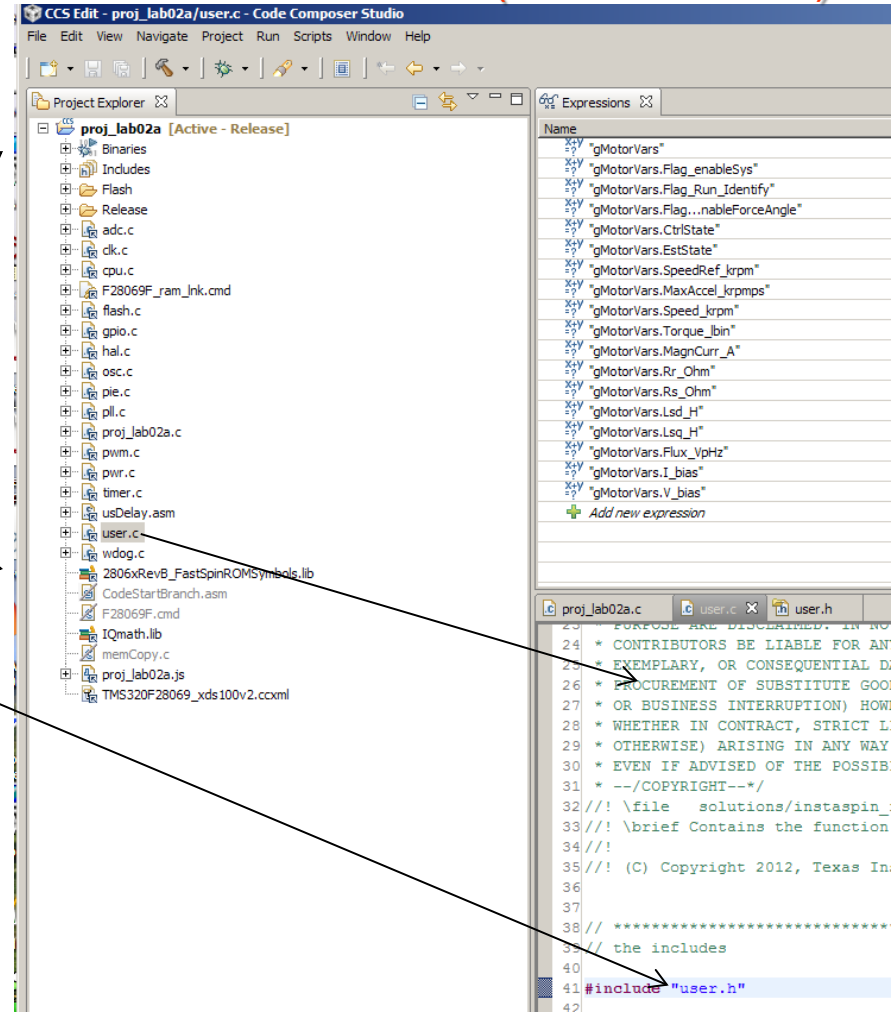 CCS Edit - proj_lab02a/user.c - Code Composer Studio
File Edit View Navigate Project Run Scripts Window Help
Project Explorer
proj_lab02a [Active - Release]
Binaries
Includes
Flash
Release
adc.c
clk.c
cpu.c
F28069F_ram_lnk.cmd
flash.c
gpio.c
hal.c
osc.c
pie.c
pll.c
proj_lab02a.c
pwm.c
pwr.c
timer.c
usDelay.asm
user.c
wdog.c
2806xRevB_FastSpinROMSymbols.lib
CodeStartBranch.asm
F28069F.cmd
IQmath.lib
memCopy.c
proj_lab02a.js
TMS320F28069_xds100v2.ccxml
Expressions
Name
"gMotorVars"
"gMotorVars.Flag_enableSys"
"gMotorVars.Flag_Run_Identify"
"gMotorVars.Flag...nableForceAngle"
"gMotorVars.CtrlState"
"gMotorVars.EstState"
"gMotorVars.SpeedRef_krpm"
"gMotorVars.MaxAccel_krpmps"
"gMotorVars.Speed_krpm"
"gMotorVars.Torque_lbin"
"gMotorVars.MagnCurr_A"
"gMotorVars.Rr_Ohm"
"gMotorVars.Rs_Ohm"
"gMotorVars.Lsd_H"
"gMotorVars.Lsq_H"
"gMotorVars.Flux_VpHz"
"gMotorVars.I_bias"
"gMotorVars.V_bias"
Add new expression
proj_lab02a.c user.c user.h
23 * PURPOSE ARE DISCLAIMED. IN NO
24 * CONTRIBUTORS BE LIABLE FOR AN
25 * EXEMPLARY, OR CONSEQUENTIAL D
26 * PROCUREMENT OF SUBSTITUTE GOO
27 * OR BUSINESS INTERRUPTION) HOW
28 * WHETHER IN CONTRACT, STRICT L
29 * OTHERWISE) ARISING IN ANY WAY
30 * EVEN IF ADVISED OF THE POSSIB
31 * --/COPYRIGHT--*/
32 //! \file solutions/instaspin_
33 //! \brief Contains the function
34 //!
35 //! (C) Copyright 2012, Texas In
36
37
38 // ******************************
39 // the includes
40
41 #include "user.h"
42